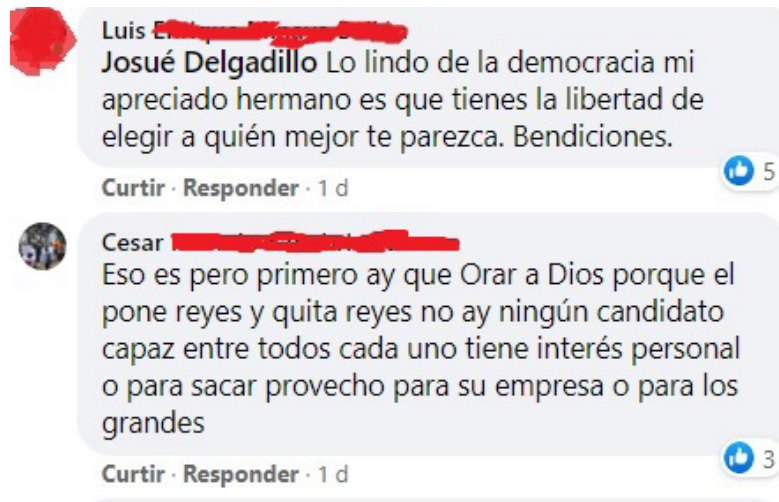 Luis
Josué Delgadillo Lo lindo de la democracia mi
apreciado hermano es que tienes la libertad de
elegir a quién mejor te parezca. Bendiciones.
5
Curtir · Responder · 1 d
Cesar
Eso es pero primero ay que Orar a Dios porque el
pone reyes y quita reyes no ay ningún candidato
capaz entre todos cada uno tiene interés personal
o para sacar provecho para su empresa o para los
grandes
3
Curtir · Responder · 1 d